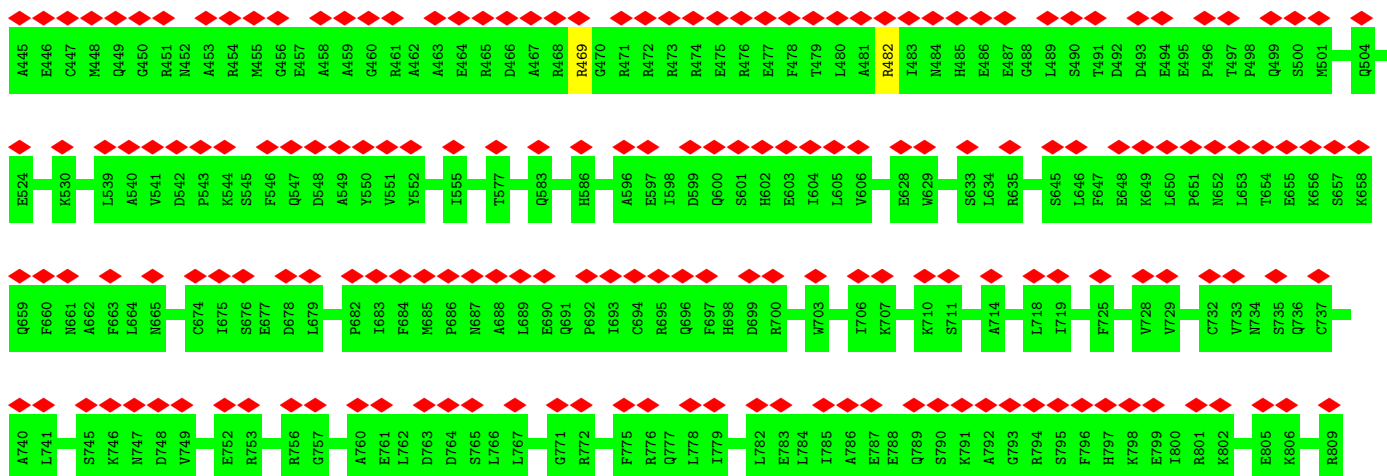 A445 E446 C447 M448 Q449 G450 R451 N452 A453 R454 M455 G456 E457 A458 A459 G460 R461 A462 A463 E464 R465 D466 A467 R468 R469 G470 R471 R472 R473 R474 E475 R476 E477 F478 T479 L480 A481 R482 I483 N484 H485 E486 E487 G488 L489 S490 T491 D492 D493 E494 E495 P496 T497 P498 Q499 S500 M501 Q504
E524 K530 L539 A540 V541 D542 P543 K544 S545 F546 Q547 D548 A549 Y550 V551 Y552 I555 T577 Q583 H586 A596 E597 I598 D599 Q600 S601 H602 E603 I604 L605 V606 E628 W629 S633 L634 R635 S645 L646 F647 E648 K649 L650 P651 N652 L653 T654 E655 K656 S657 K658
Q659 F660 N661 A662 F663 L664 N665 C674 I675 S676 E677 D678 L679 P682 I683 F684 M685 P686 N687 A688 L689 E690 Q691 P692 I693 C694 R695 Q696 F697 H698 D699 R700 W703 I706 K707 K710 S711 A714 L718 I719 F725 V728 V729 C732 V733 N734 S735 Q736 C737
A740 L741 S745 K746 N747 D748 V749 E752 R753 R756 G757 A760 E761 L762 D763 D764 S765 L766 L767 G771 R772 F775 R776 Q777 L778 I779 L782 E783 L784 I785 A786 E787 E788 Q789 S790 K791 A792 G793 R794 S795 F796 H797 K798 E799 I800 R801 K802 E805 K806 R809